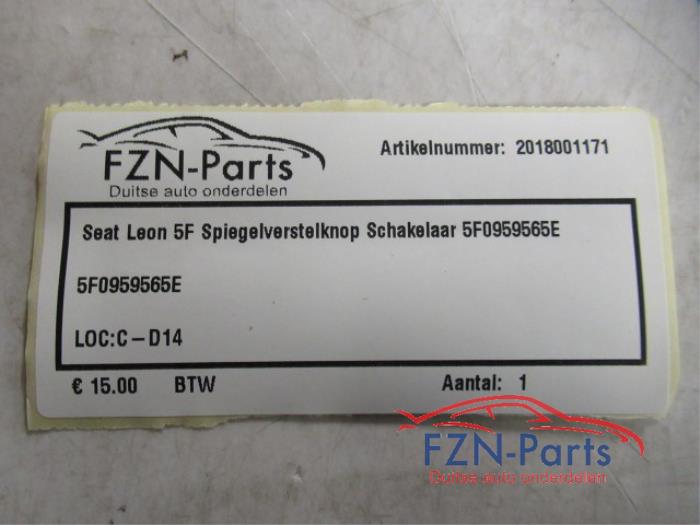 FZN-Parts
Duitse auto onderdelen
Artikelnummer: 2018001171
Seat Leon 5F Spiegelverstelknop Schakelaar 5F0959565E
5F0959565E
LOC:C-D14
€ 15.00 BTW Aantal: 1
FZN-Parts
Duitse auto onderdelen